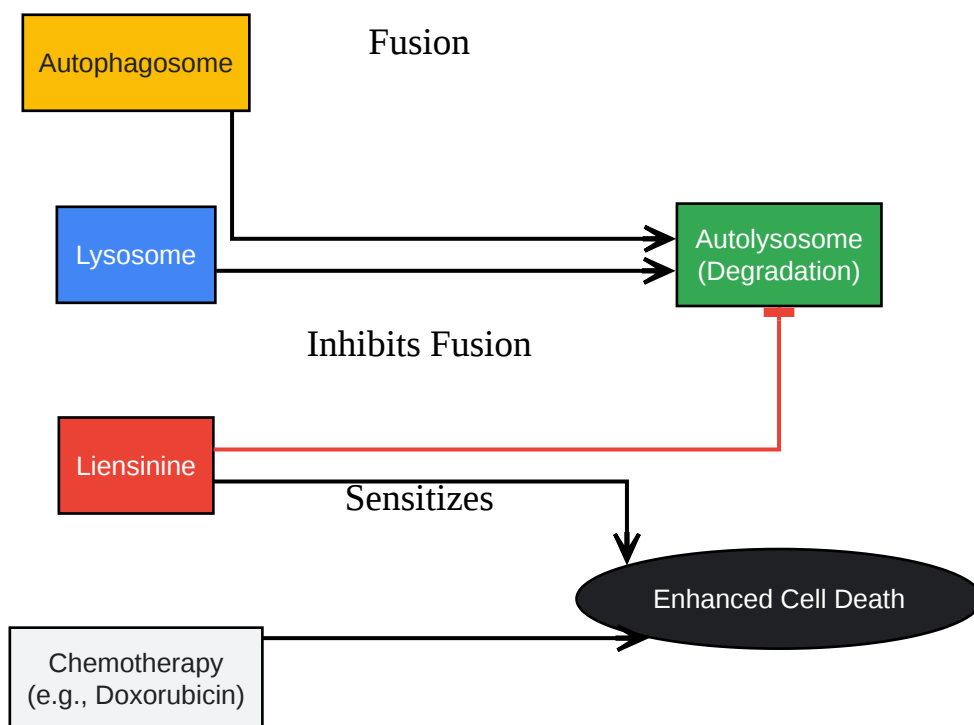 Fusion
Autophagosome
Lysosome
Autolysosome
(Degradation)
Inhibits Fusion
Liensinine
Sensitizes
Enhanced Cell Death
Chemotherapy
(e.g., Doxorubicin)